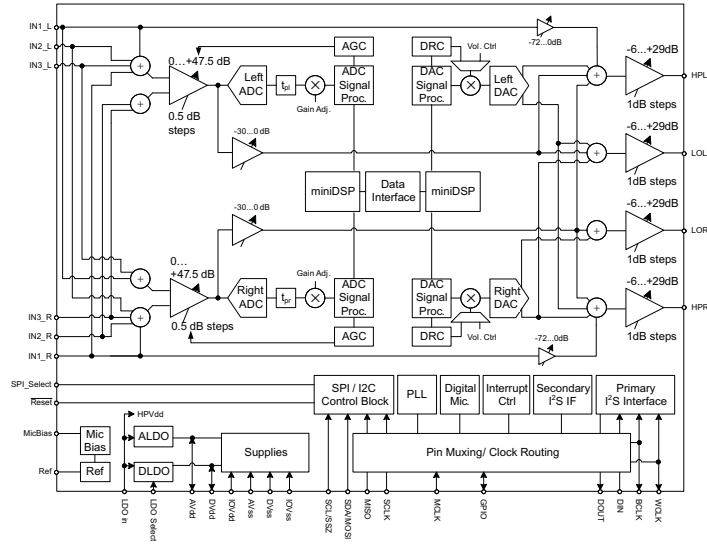 IN1_L
IN2_L
IN3_L
0…+47.5 dB
0.5 dB steps
Left ADC
tpl
Gain Adj.
AGC
ADC Signal Proc.
DRC
Vol. Ctrl
DAC Signal Proc.
Left DAC
-72...0dB
+
+
+
-6...+29dB
1dB steps
HPL
-30...0 dB
+
-6...+29dB
1dB steps
LOL
miniDSP
Data Interface
miniDSP
-30...0 dB
+
-6...+29dB
1dB steps
LOR
0… +47.5 dB
0.5 dB steps
+
+
Right ADC
tpr
Gain Adj.
ADC Signal Proc.
AGC
DAC Signal Proc.
DRC
Vol. Ctrl
Right DAC
-72...0dB
+
-6...+29dB
1dB steps
HPR
IN3_R
IN2_R
IN1_R
SPI_Select
Reset
MicBias
Ref
Mic Bias
Ref
HPVdd
ALDO
DLDO
Supplies
SPI / I2C Control Block
PLL
Digital Mic.
Interrupt Ctrl
Secondary I²S IF
Primary I²S Interface
Pin Muxing/ Clock Routing
LDO in
LDO Select
AVdd
DVdd
IOVdd
AVss
DVss
IOVss
SCL/SSZ
SDA/MOSI
MISO
SCLK
MCLK
GPIO
DOUT
DIN
BCLK
WCLK